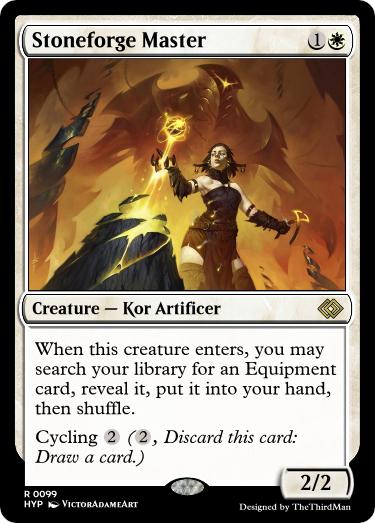 Stoneforge Master 1
Creature — Kor Artificer
When this creature enters, you may
search your library for an Equipment
card, reveal it, put it into your hand,
then shuffle.
Cycling 2 (2, Discard this card:
Draw a card.)
2/2
R 0099
HYP VictorAdameArt
Designed by TheThirdMan